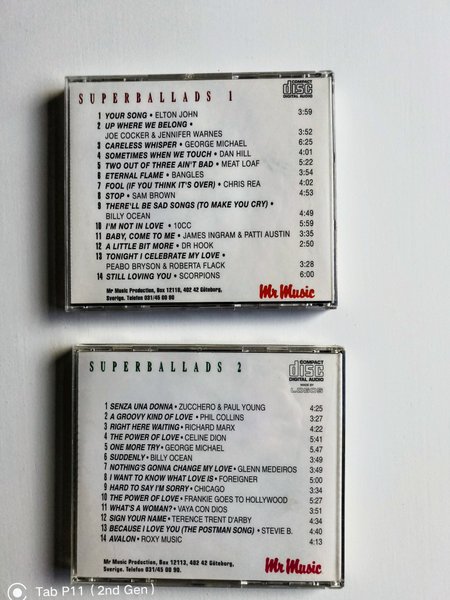 COMPACT
disc
DIGITAL AUDIO
SUPERBALLADS 1
1 YOUR SONG • ELTON JOHN 3:59
2 UP WHERE WE BELONG •
JOE COCKER & JENNIFER WARNES 3:52
3 CARELESS WHISPER • GEORGE MICHAEL 6:25
4 SOMETIMES WHEN WE TOUCH • DAN HILL 4:01
5 TWO OUT OF THREE AIN'T BAD • MEAT LOAF 5:22
6 ETERNAL FLAME • BANGLES 3:54
7 FOOL (IF YOU THINK IT'S OVER) • CHRIS REA 4:02
8 STOP • SAM BROWN 4:53
9 THERE'LL BE SAD SONGS (TO MAKE YOU CRY) •
BILLY OCEAN 4:49
10 I'M NOT IN LOVE • 10CC 5:59
11 BABY, COME TO ME • JAMES INGRAM & PATTI AUSTIN 3:35
12 A LITTLE BIT MORE • DR HOOK 2:50
13 TONIGHT I CELEBRATE MY LOVE •
PEABO BRYSON & ROBERTA FLACK 3:28
14 STILL LOVING YOU • SCORPIONS 6:00
Mr Music Production, Box 12113, 402 42 Göteborg,
Sverige. Telefon 031/45 00 90
Mr Music
COMPACT
disc
DIGITAL AUDIO
MADE BY
SUPERBALLADS 2
1 SENZA UNA DONNA • ZUCCHERO & PAUL YOUNG 4:25
2 A GROOVY KIND OF LOVE • PHIL COLLINS 3:27
3 RIGHT HERE WAITING • RICHARD MARX 4:22
4 THE POWER OF LOVE • CELINE DION 5:41
5 ONE MORE TRY • GEORGE MICHAEL 5:47
6 SUDDENLY • BILLY OCEAN 3:49
7 NOTHING'S GONNA CHANGE MY LOVE • GLENN MEDEIROS 3:49
8 I WANT TO KNOW WHAT LOVE IS • FOREIGNER 5:00
9 HARD TO SAY I'M SORRY • CHICAGO 3:34
10 THE POWER OF LOVE • FRANKIE GOES TO HOLLYWOOD 5:27
11 WHAT'S A WOMAN? • VAYA CON DIOS 3:51
12 SIGN YOUR NAME • TERENCE TRENT D'ARBY 4:34
13 BECAUSE I LOVE YOU (THE POSTMAN SONG) • STEVIE B. 4:40
14 AVALON • ROXY MUSIC 4:13
Mr Music Production, Box 12113, 402 42 Göteborg,
Sverige. Telefon 031/45 00 90.
Mr Music
Tab P11 (2nd Gen)